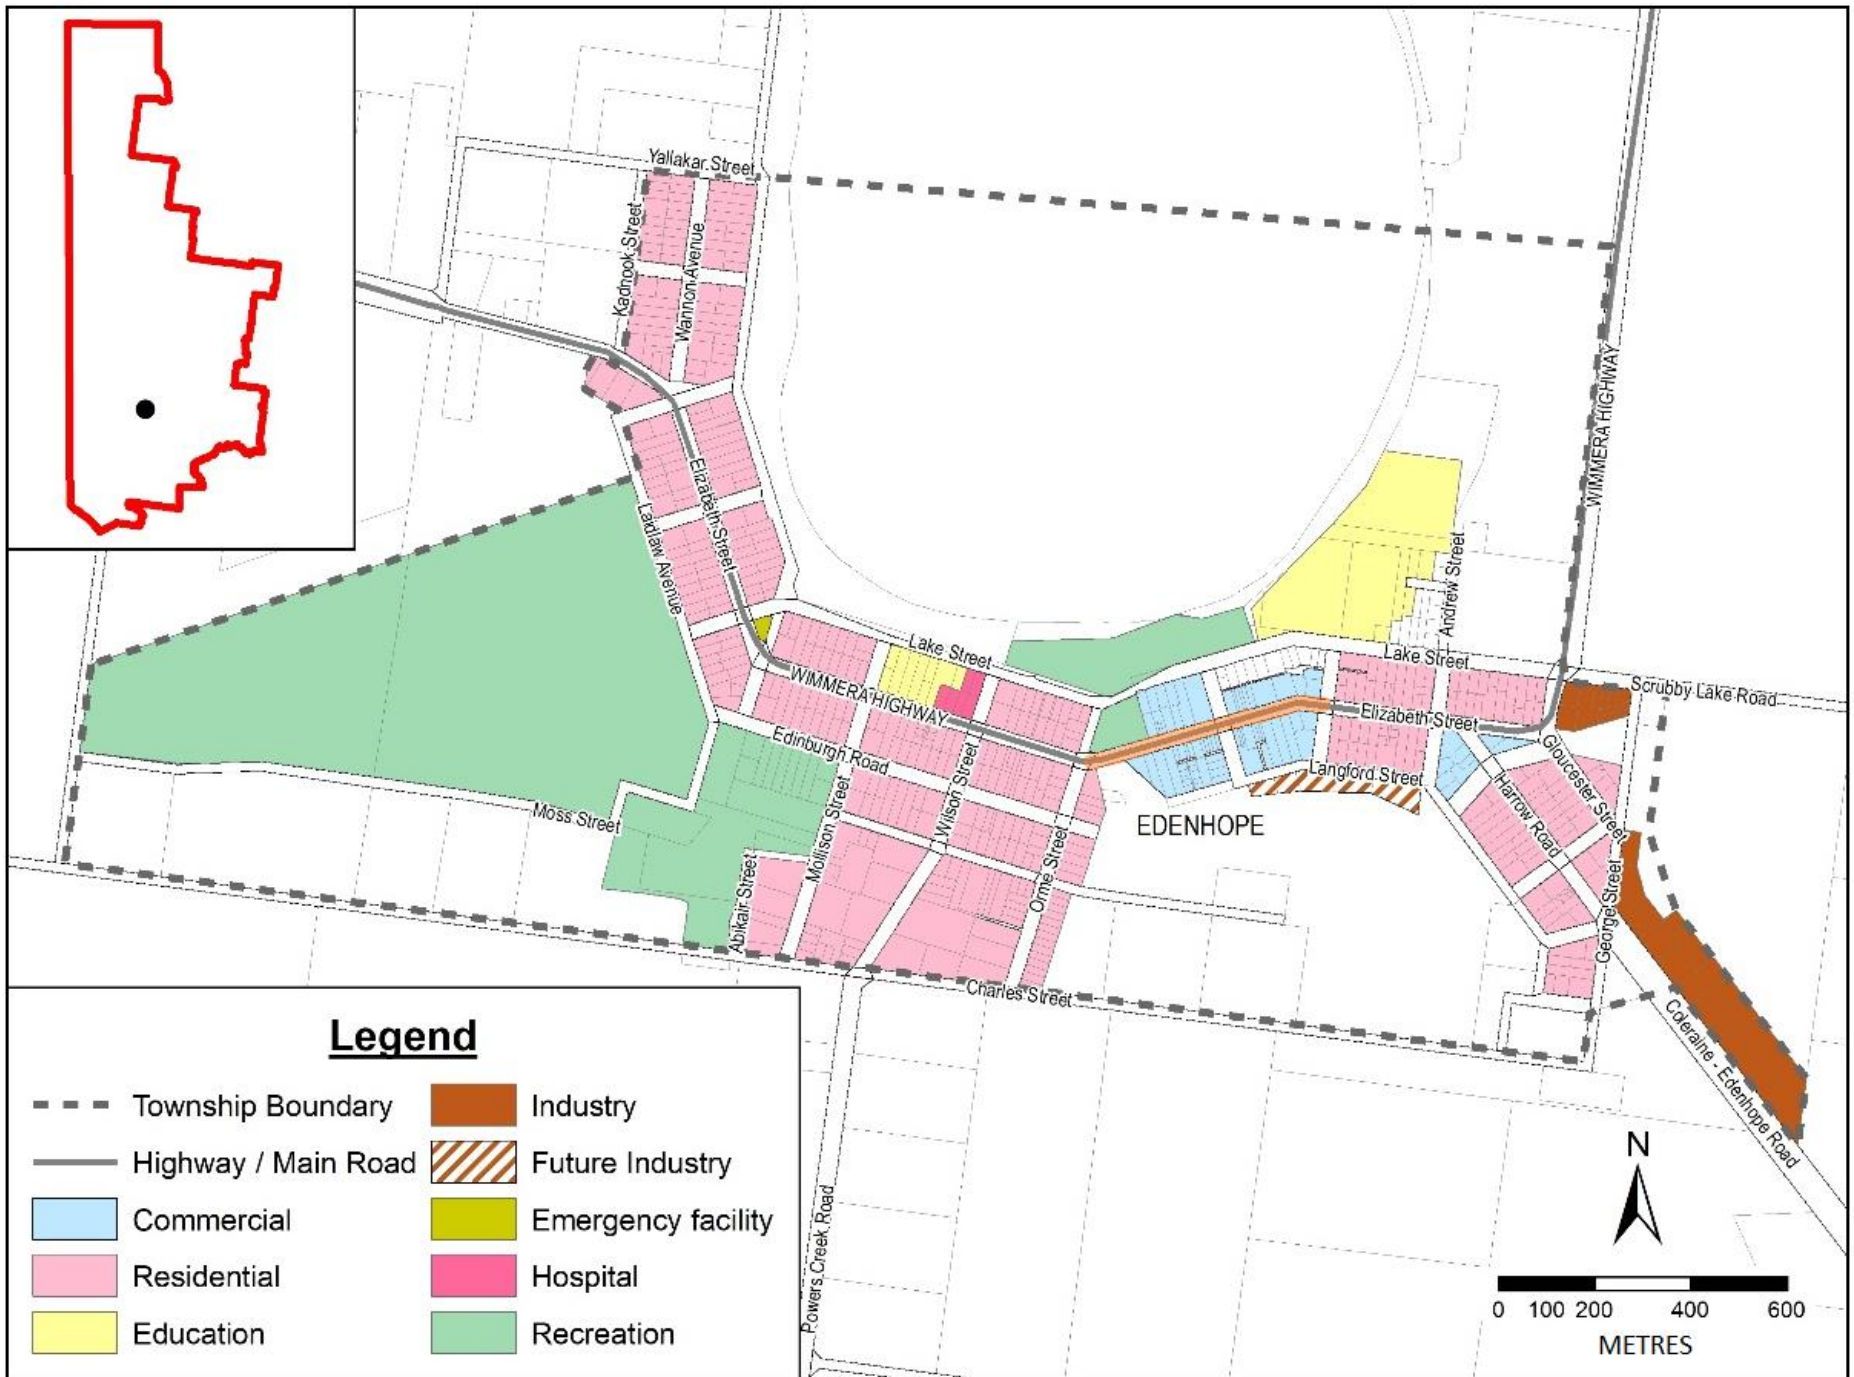 Yallakar Street
Kadnook Street
Wannon Avenue
WIMMERA HIGHWAY
Elizabeth Street
Laidlaw Avenue
Andrew Street
Lake Street
Lake Street
Scrubby Lake Road
WIMMERA HIGHWAY
Elizabeth Street
Edinburgh Road
Gloucester Street
Langford Street
Harrow Road
Moss Street
Mollison Street
Wilson Street
EDENHOPE
Orme Street
Abikair Street
George Street
Charles Street
Coleraine - Edenhope Road
Powers Creek Road
Legend
Township Boundary
Highway / Main Road
Commercial
Residential
Education
Industry
Future Industry
Emergency facility
Hospital
Recreation
N
0 100 200 400 600
METRES